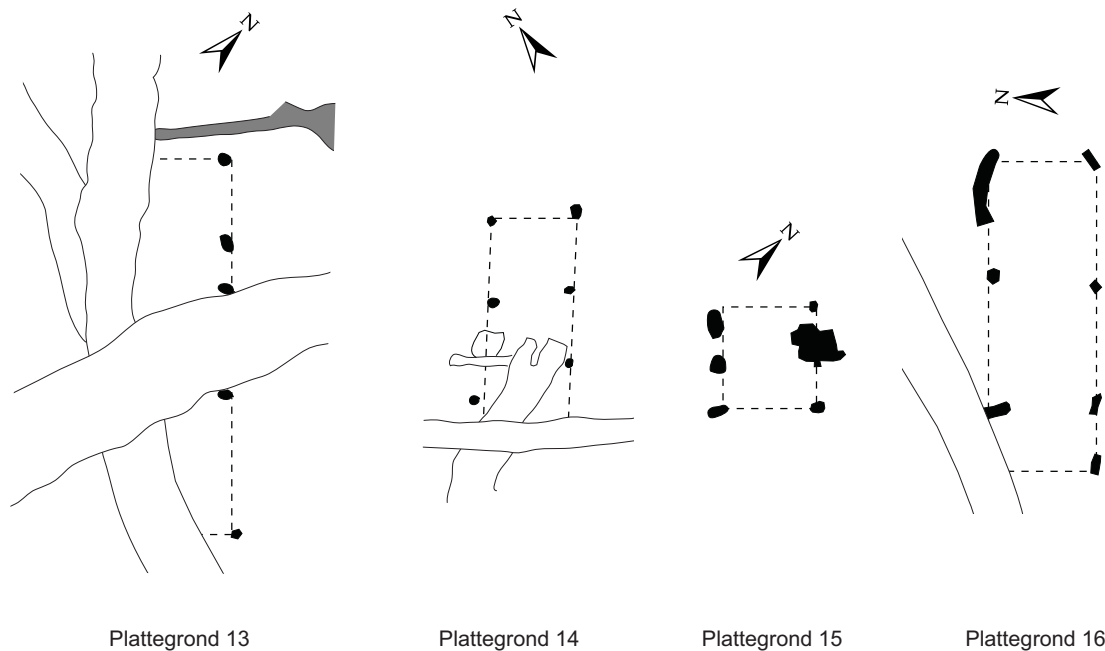 N
N
N
N
Plattegrond 13
Plattegrond 14
Plattegrond 15
Plattegrond 16